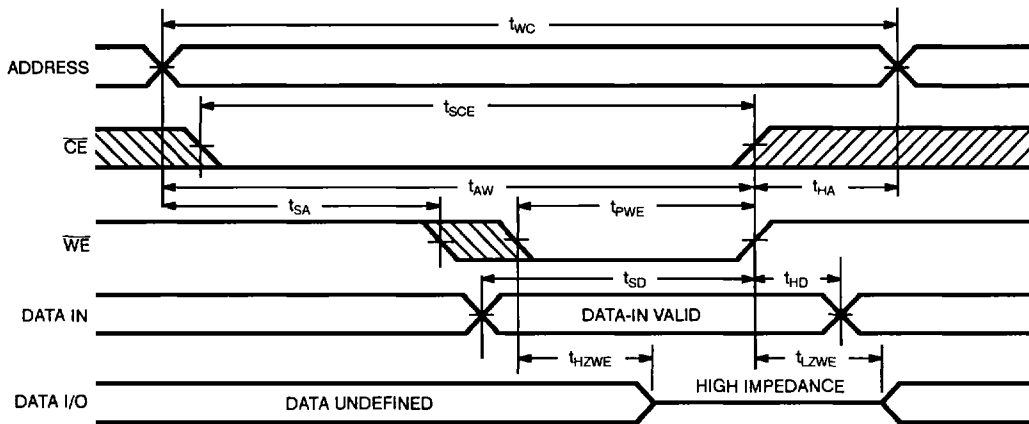 tWC
ADDRESS
tSCE
CE
tAW
tHA
tSA
tPWE
WE
tSD
tHD
DATA IN
DATA-IN VALID
tHZWE
tLZWE
HIGH IMPEDANCE
DATA I/O
DATA UNDEFINED